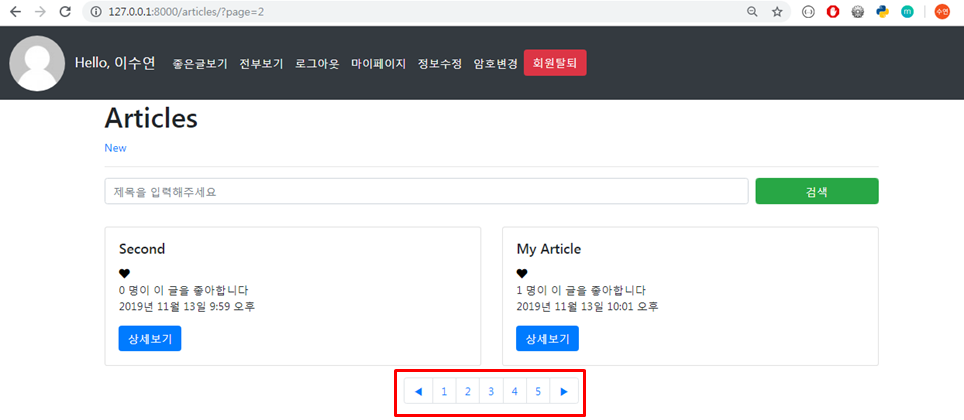 127.0.0.1:8000/articles/?page=2
수연
Hello, 이수연 좋은글보기 전부보기 로그아웃 마이페이지 정보수정 암호변경 회원탈퇴
Articles
New
제목을 입력해주세요 검색
Second
0 명이 이 글을 좋아합니다
2019년 11월 13일 9:59 오후
상세보기
My Article
1 명이 이 글을 좋아합니다
2019년 11월 13일 10:01 오후
상세보기
◀ 1 2 3 4 5 ▶